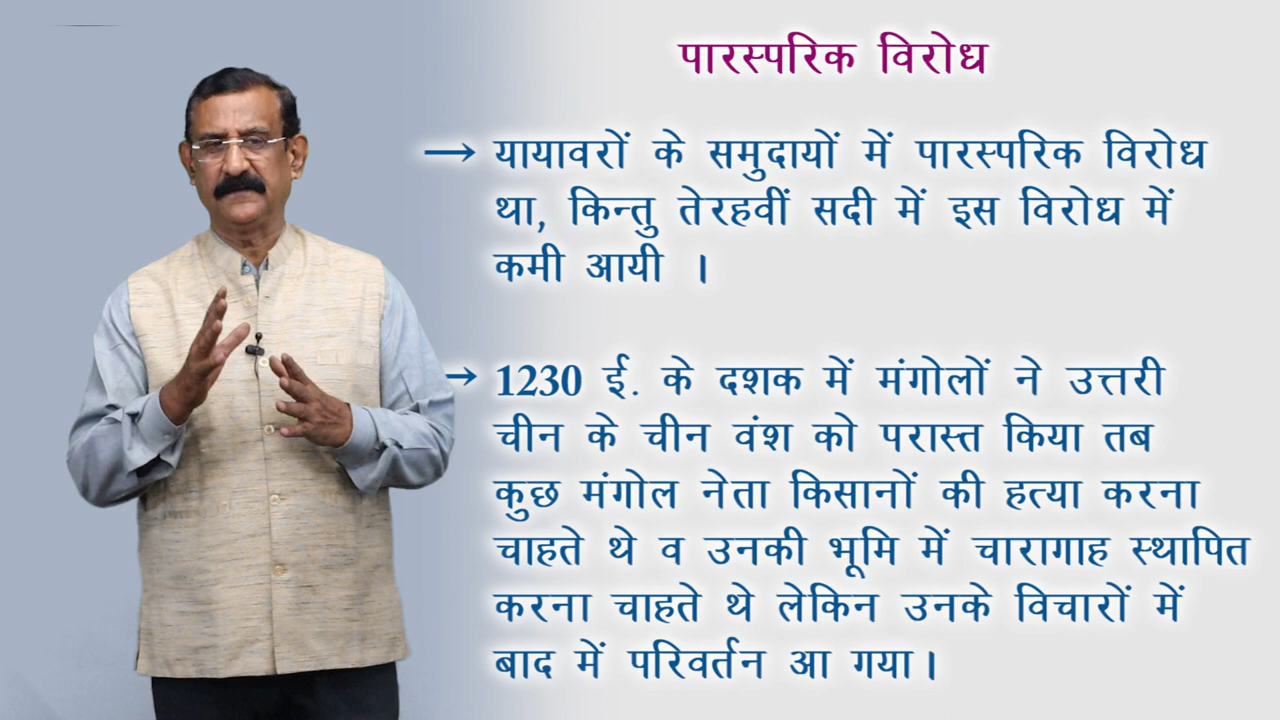 पारस्परिक विरोध
→ यायावरों के समुदायों में पारस्परिक विरोध
था, किन्तु तेरहवीं सदी में इस विरोध में
कमी आयी ।
→ 1230 ई. के दशक में मंगोलों ने उत्तरी
चीन के चीन वंश को परास्त किया तब
कुछ मंगोल नेता किसानों की हत्या करना
चाहते थे व उनकी भूमि में चारागाह स्थापित
करना चाहते थे लेकिन उनके विचारों में
बाद में परिवर्तन आ गया।